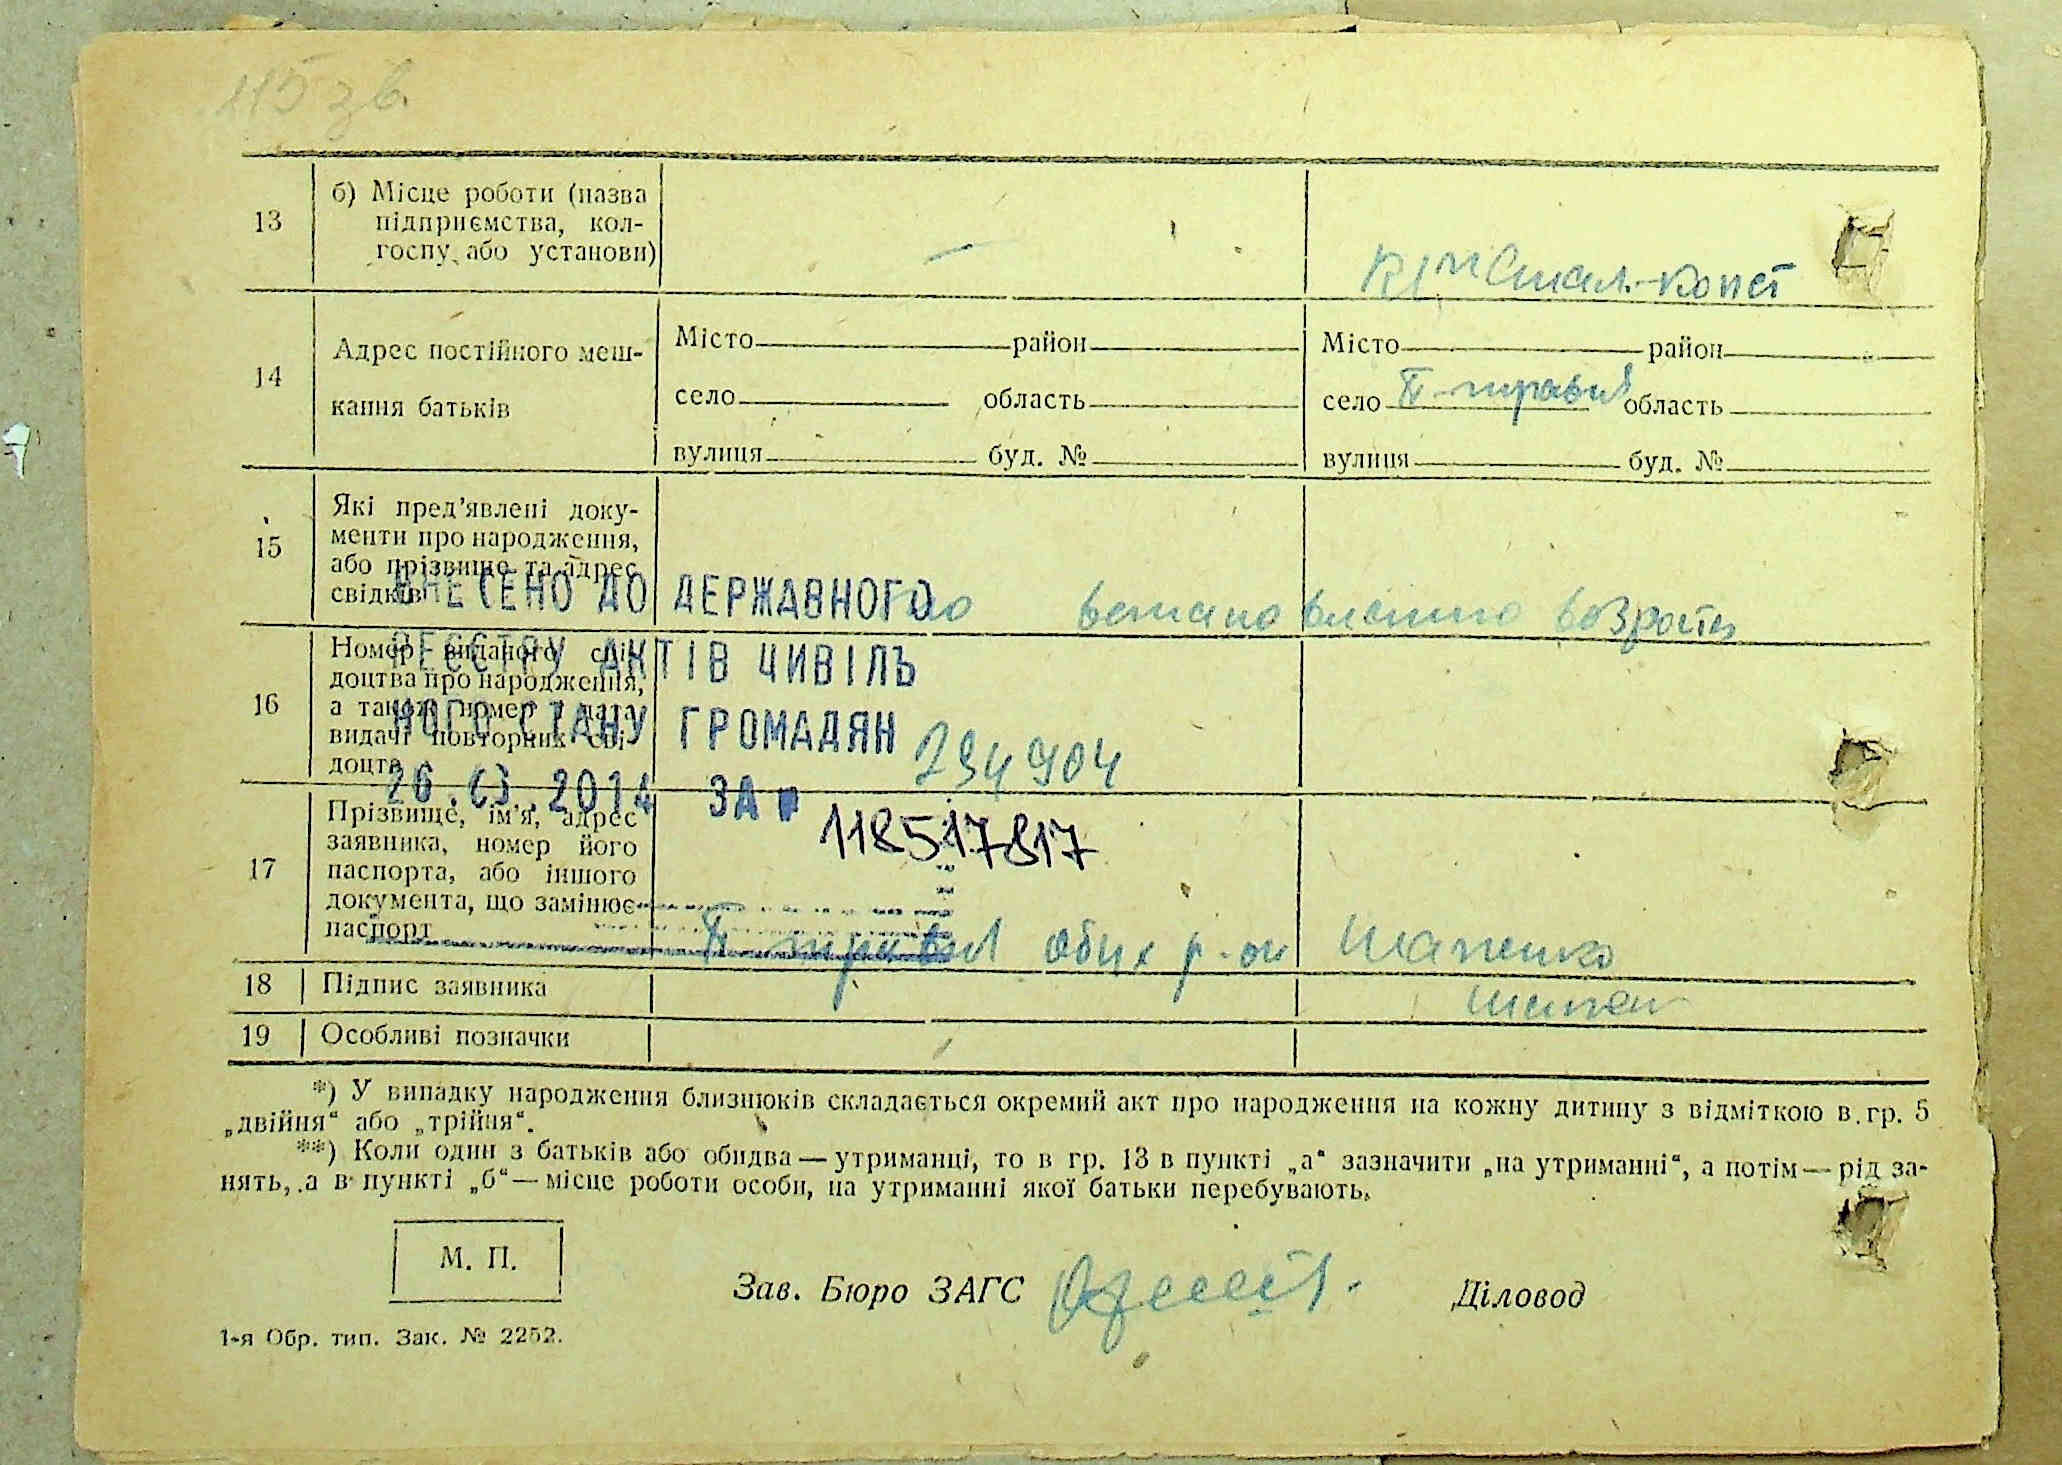 115 зв.
13
б) Місце роботи (назва
підприємства, кол-
госпу, або установи)
—
14
Адрес постійного меш-
кання батьків
Місто район
село область
вулиця буд. №
Місто район
село область
вулиця буд. №
15
Які пред'явлені доку-
менти про народження,
або прізвище та адрес
свідків
16
Номер виданого сві-
доцтва про народження,
а також номер і дата
видачі повторних сві-
доцтв
294904
ВНЕСЕНО ДО ДЕРЖАВНОГО
РЕЄСТРУ АКТІВ ЦИВІЛЬ
НОГО СТАНУ ГРОМАДЯН
26.03.2014 ЗА №
118517817
17
Прізвище, ім'я, адрес
заявника, номер його
паспорта, або іншого
документа, що замінює
паспорт
18 Підпис заявника
19 Особливі позначки
*) У випадку народження близнюків складається окремий акт про народження на кожну дитину з відміткою в гр. 5
„двійня“ або „трійня“.
**) Коли один з батьків або обидва — утриманці, то в гр. 13 в пункті „а“ зазначити „на утриманні“, а потім — рід за-
нять, а в пункті „б“ — місце роботи особи, на утриманні якої батьки перебувають.
М. П.
Зав. Бюро ЗАГС Діловод
1-я Обр. тип. Зак. № 2252.